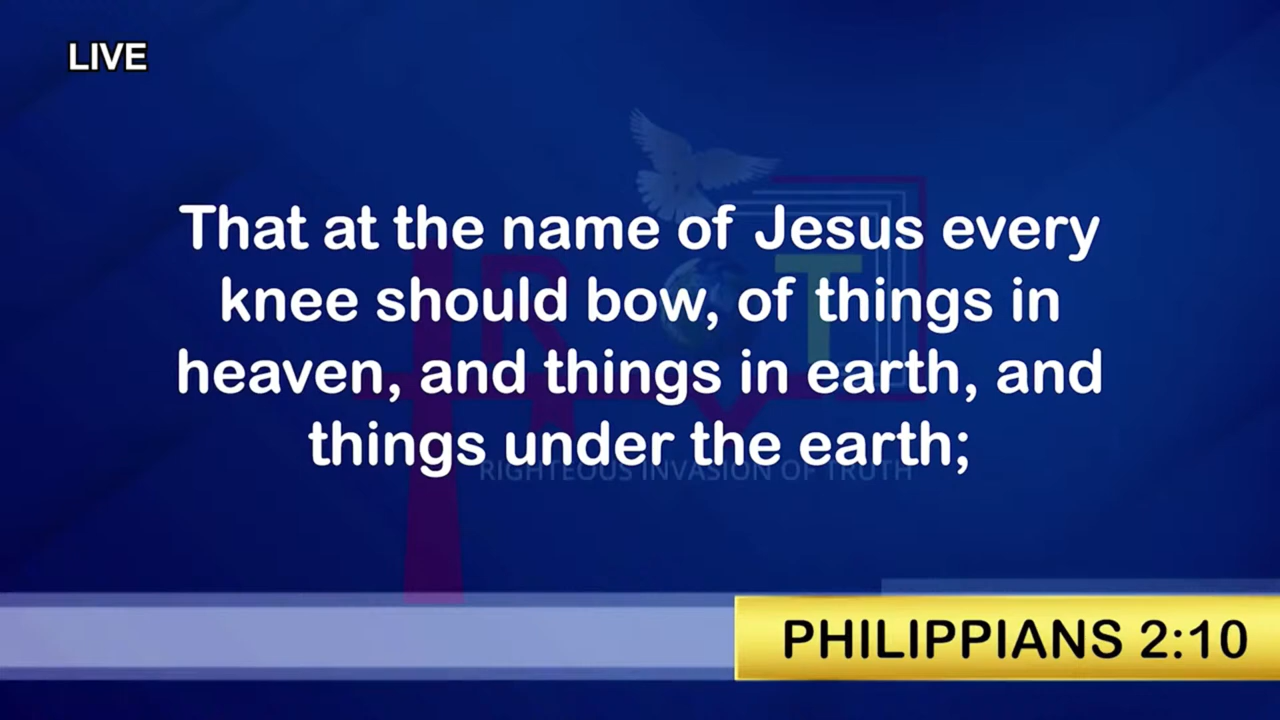 LIVE
That at the name of Jesus every
knee should bow, of things in
heaven, and things in earth, and
things under the earth;
RIGHTEOUS INVASION OF TRUTH
R
T
PHILIPPIANS 2:10